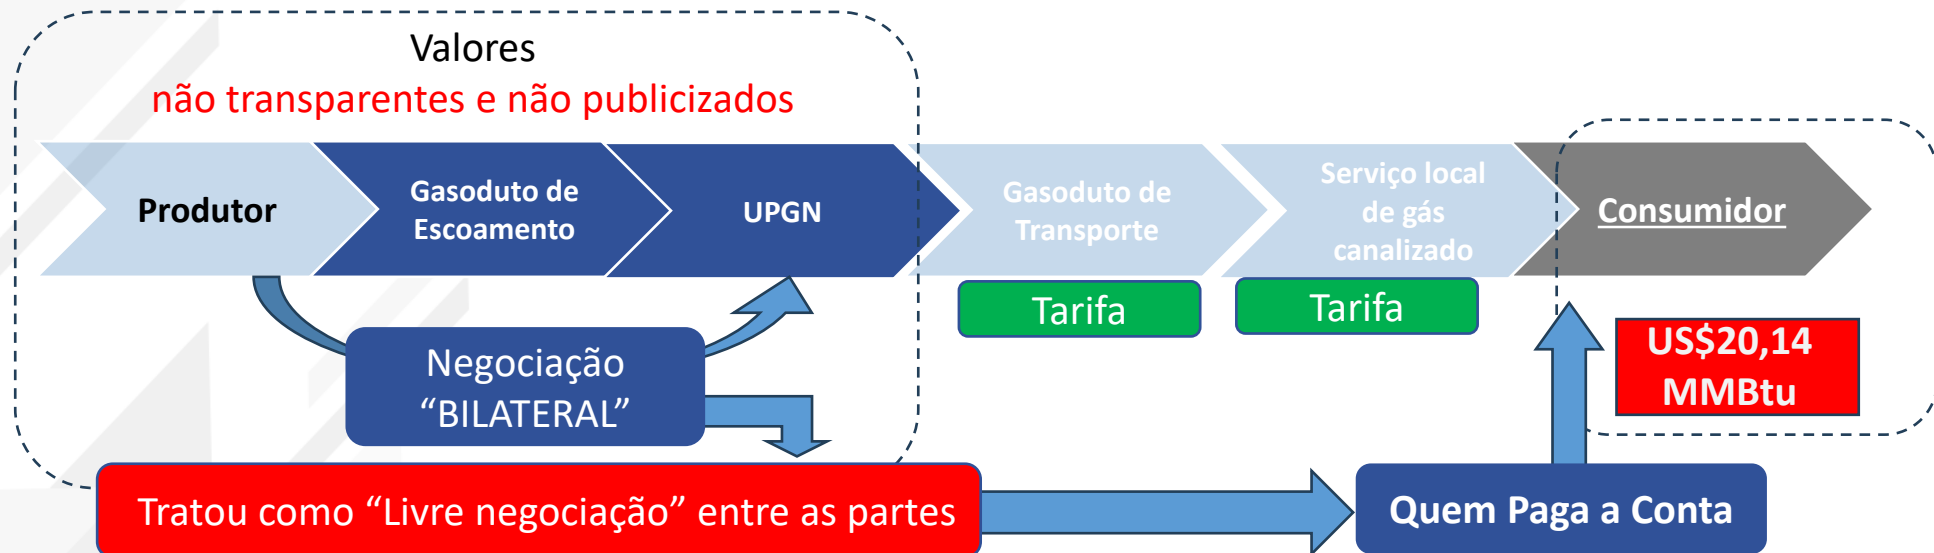 Valores
não transparentes e não publicizados
Produtor
Gasoduto de
Escoamento
UPGN
Gasoduto de
Transporte
Serviço local
de gás
canalizado
Consumidor
Tarifa
Tarifa
US$20,14
MMBtu
Negociação
“BILATERAL”
Tratou como “Livre negociação” entre as partes
Quem Paga a Conta